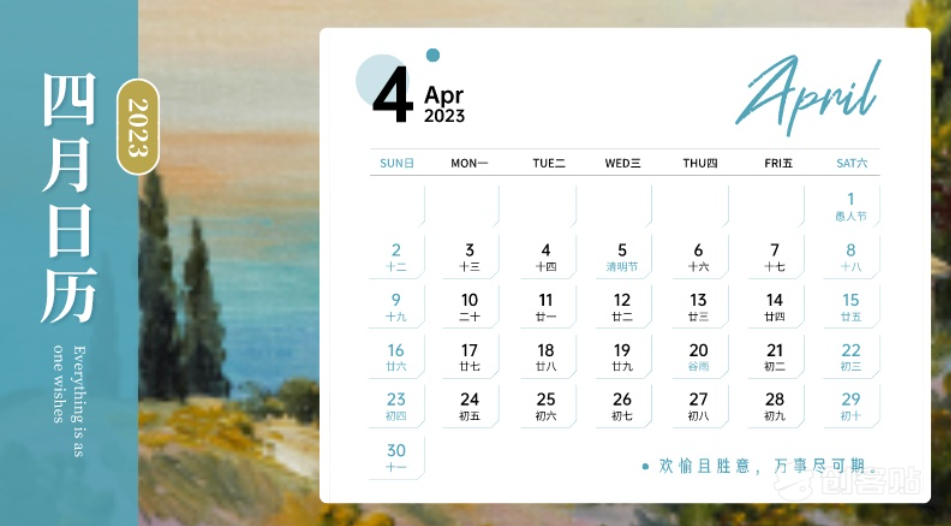 四月日历
2023
Everything is as
one wishes
4
Apr
2023
April
SUN日 MON一 TUE二 WED三 THU四 FRI五 SAT六
1
愚人节
2 3 4 5 6 7 8
十二 十三 十四 清明节 十六 十七 十八
9 10 11 12 13 14 15
十九 二十 廿一 廿二 廿三 廿四 廿五
16 17 18 19 20 21 22
廿六 廿七 廿八 廿九 谷雨 初二 初三
23 24 25 26 27 28 29
初四 初五 初六 初七 初八 初九 初十
30
十一
欢愉且胜意，万事尽可期。
创客贴